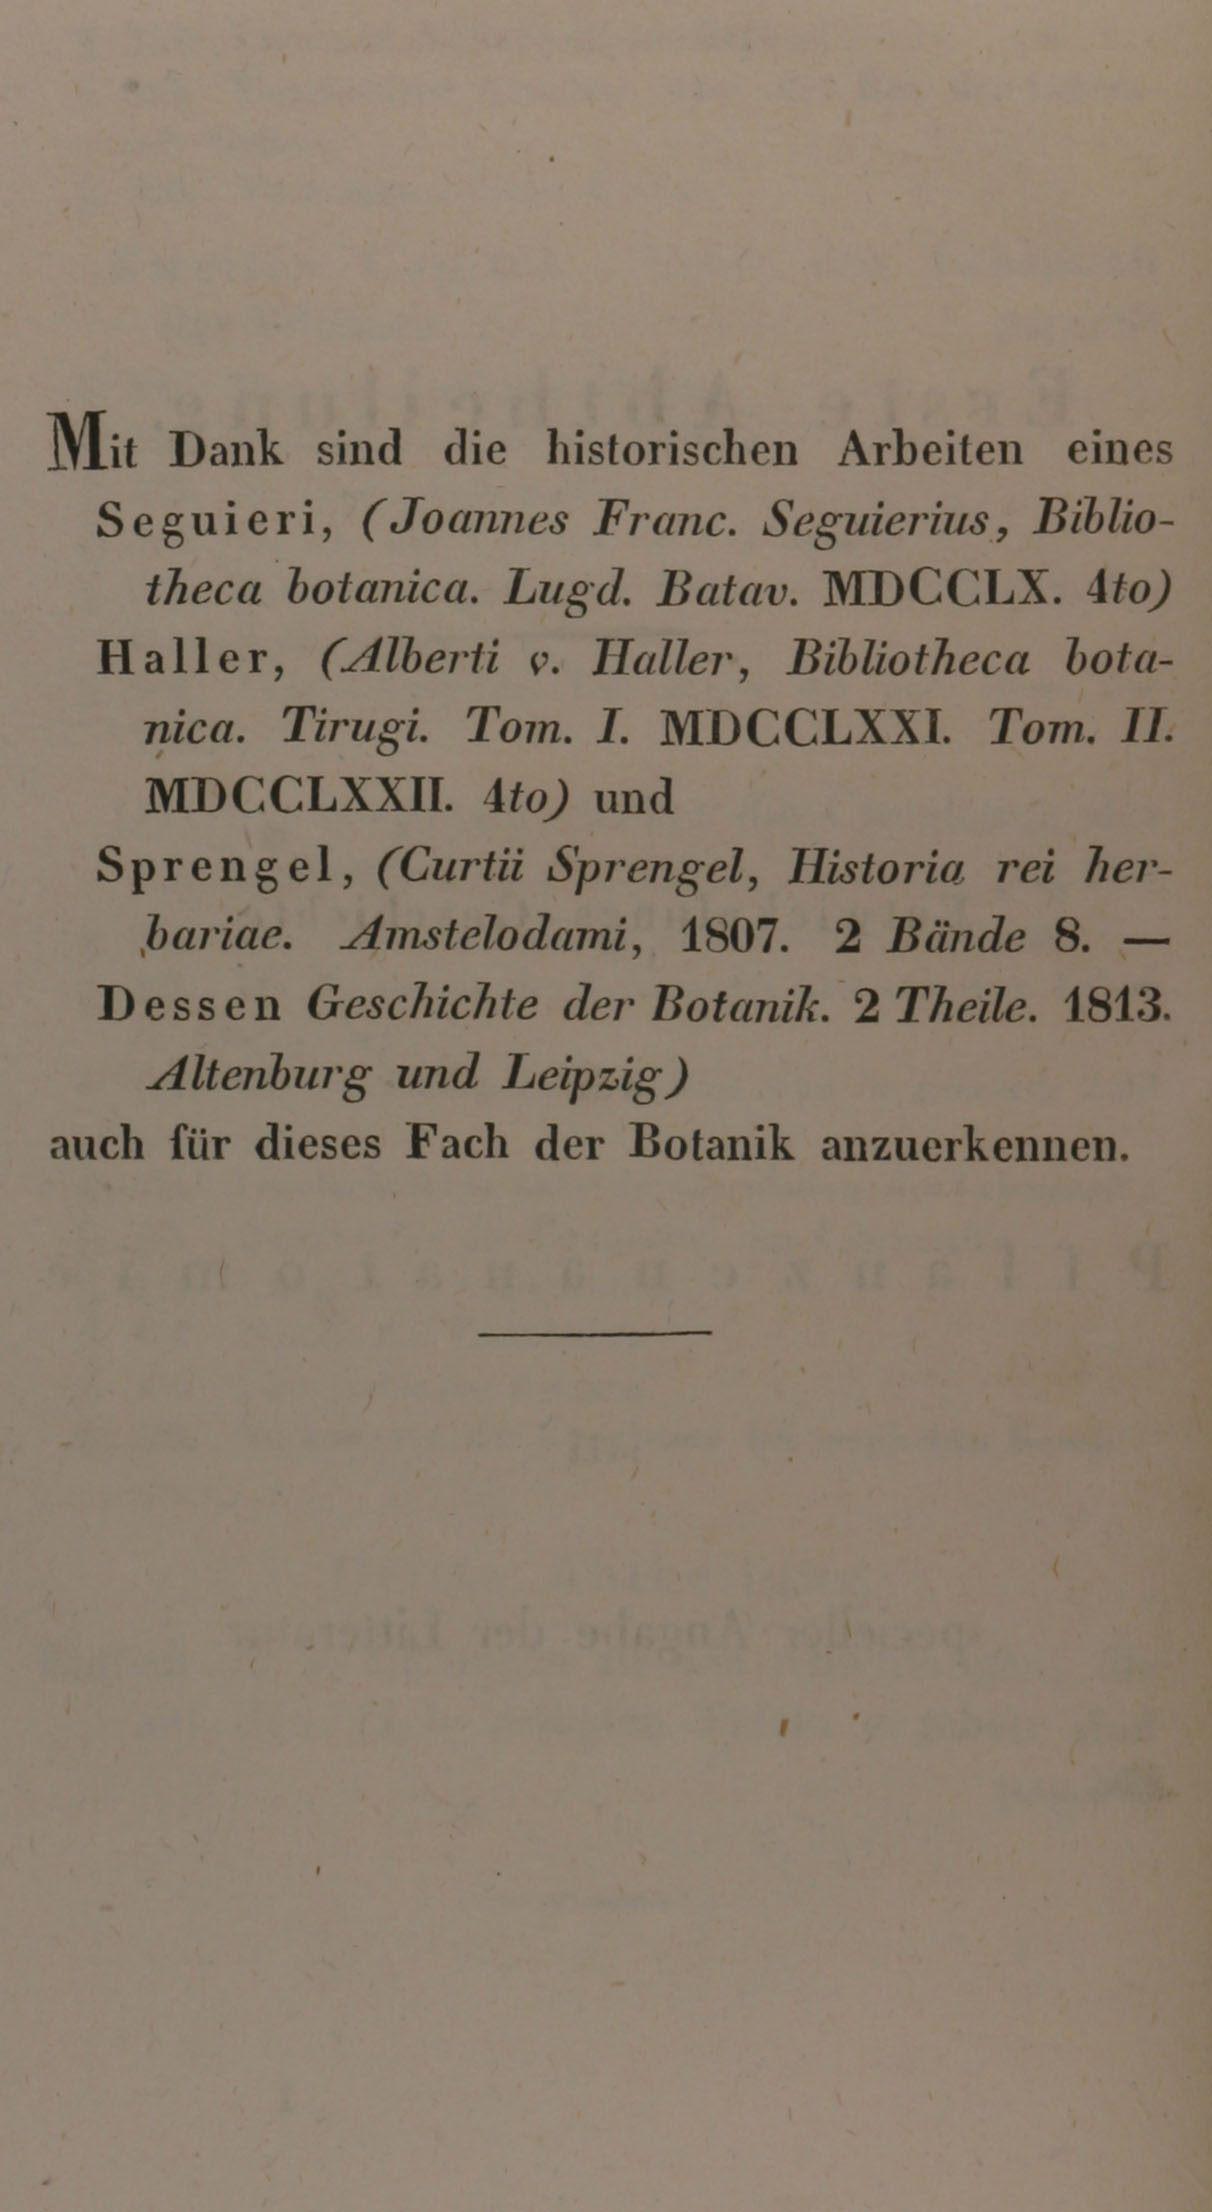 Mit Dank sind die historischen Arbeiten eines
Seguieri, (Joannes Franc. Seguierius, Biblio-
theca botanica. Lugd. Batav. MDCCLX. 4to)
Haller, (Alberti v. Haller, Bibliotheca bota-
nica. Tirugi. Tom. I. MDCCLXXI. Tom. II.
MDCCLXXII. 4to) und
Sprengel, (Curtii Sprengel, Historia rei her-
bariae. Amstelodami, 1807. 2 Bände 8. —
Dessen Geschichte der Botanik. 2 Theile. 1813.
Altenburg und Leipzig)
auch für dieses Fach der Botanik anzuerkennen.